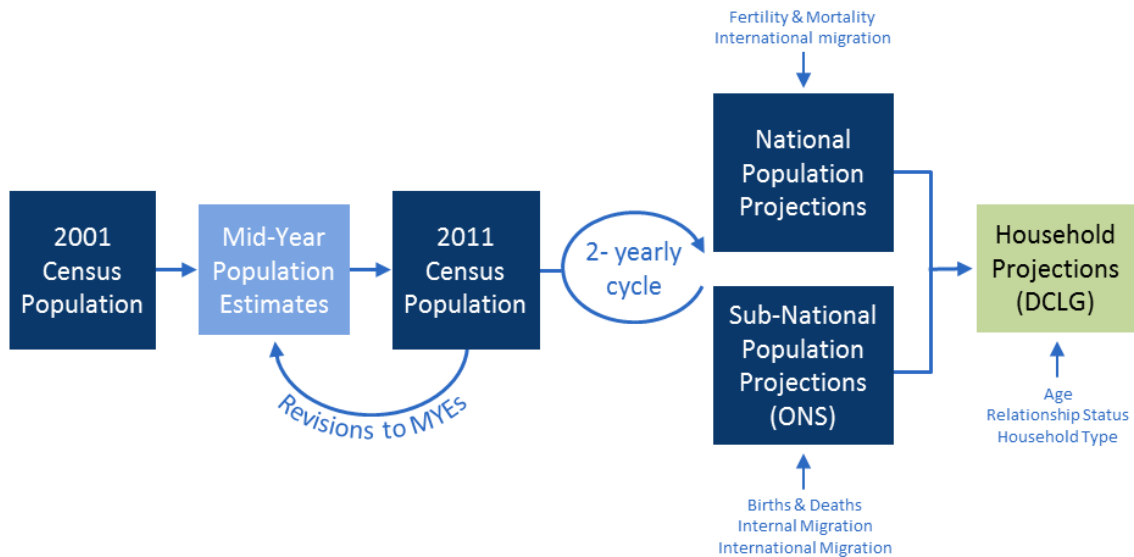 Fertility & Mortality
International migration
National
Population
Projections
2001
Census
Population
Mid-Year
Population
Estimates
2011
Census
Population
2- yearly
cycle
Revisions to MYEs
Sub-National
Population
Projections
(ONS)
Household
Projections
(DCLG)
Births & Deaths
Internal Migration
International Migration
Age
Relationship Status
Household Type